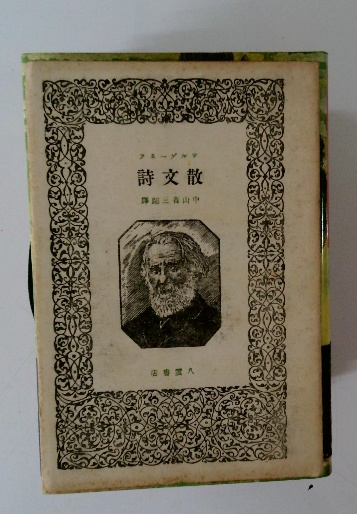 フネーゲルツ
詩文散
譯郎三省山中
店書雲八